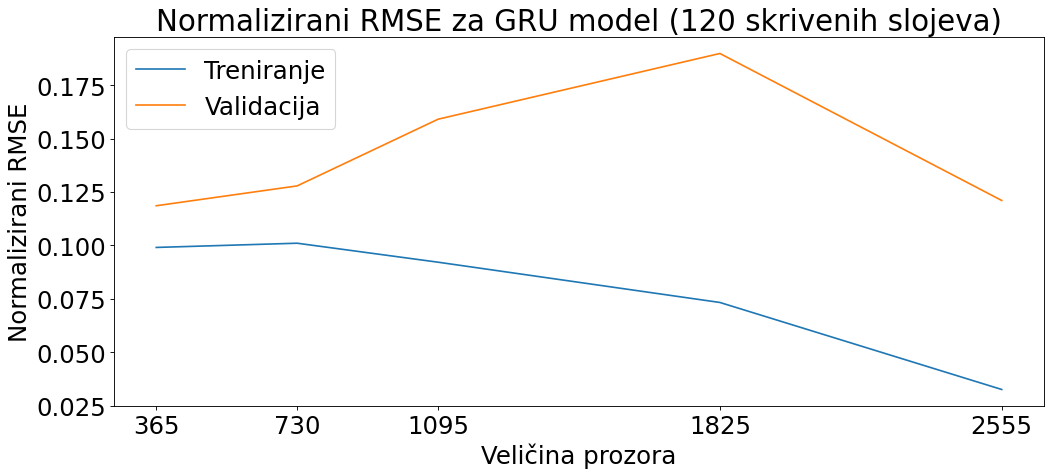 Normalizirani RMSE za GRU model (120 skrivenih slojeva)
Treniranje
Validacija
Normalizirani RMSE
0.175
0.150
0.125
0.100
0.075
0.050
0.025
365 730 1095 1825 2555
Veličina prozora